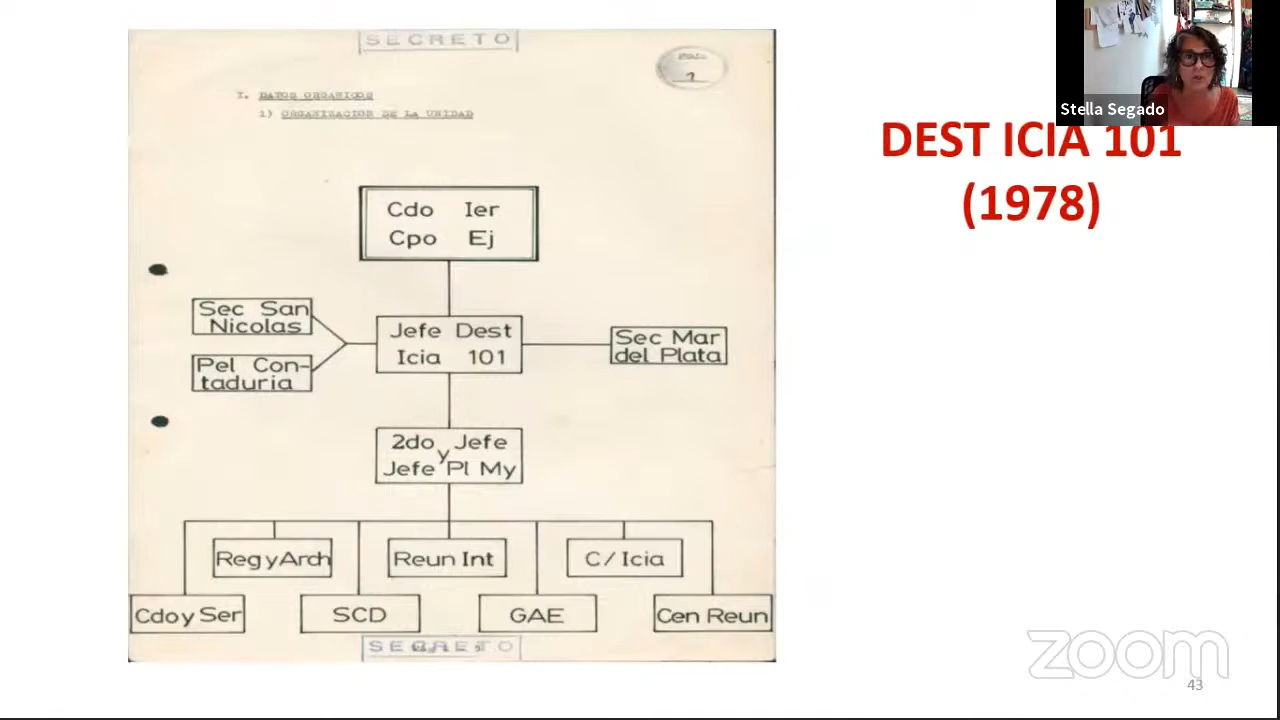 SECRETO
I. DATOS ORGANICOS
1) ORGANIZACION DE LA UNIDAD
Cdo Ier
Cpo Ej
Sec San
Nicolas
Pel Con-
taduria
Jefe Dest
Icia 101
Sec Mar
del Plata
2do y Jefe
Jefe Pl My
Reg y Arch
Reun Int
C/Icia
Cdo y Ser
SCD
GAE
Cen Reun
SECRETO
Stella Segado
DEST ICIA 101
(1978)
zoom
43